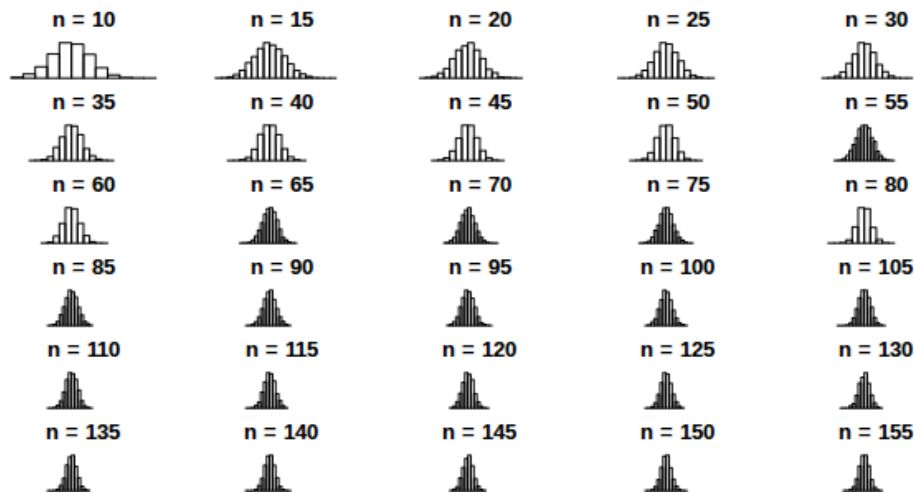 n = 10 n = 15 n = 20 n = 25 n = 30
n = 35 n = 40 n = 45 n = 50 n = 55
n = 60 n = 65 n = 70 n = 75 n = 80
n = 85 n = 90 n = 95 n = 100 n = 105
n = 110 n = 115 n = 120 n = 125 n = 130
n = 135 n = 140 n = 145 n = 150 n = 155